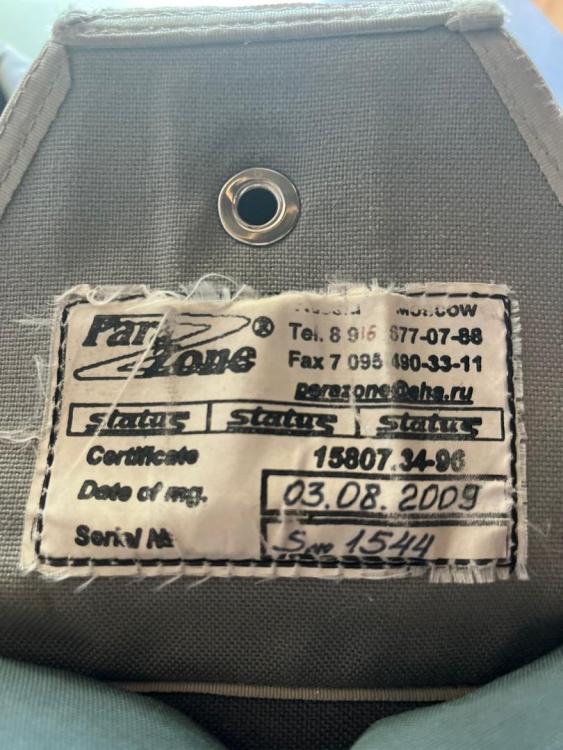 Russia Moscow
Para Zone®
Tel. 8 916 677-07-88
Fax 7 095 490-33-11
parazone@aha.ru
status status status
Certificate 15807.34-96
Date of mg. 03.08.2009
Serial № 1544